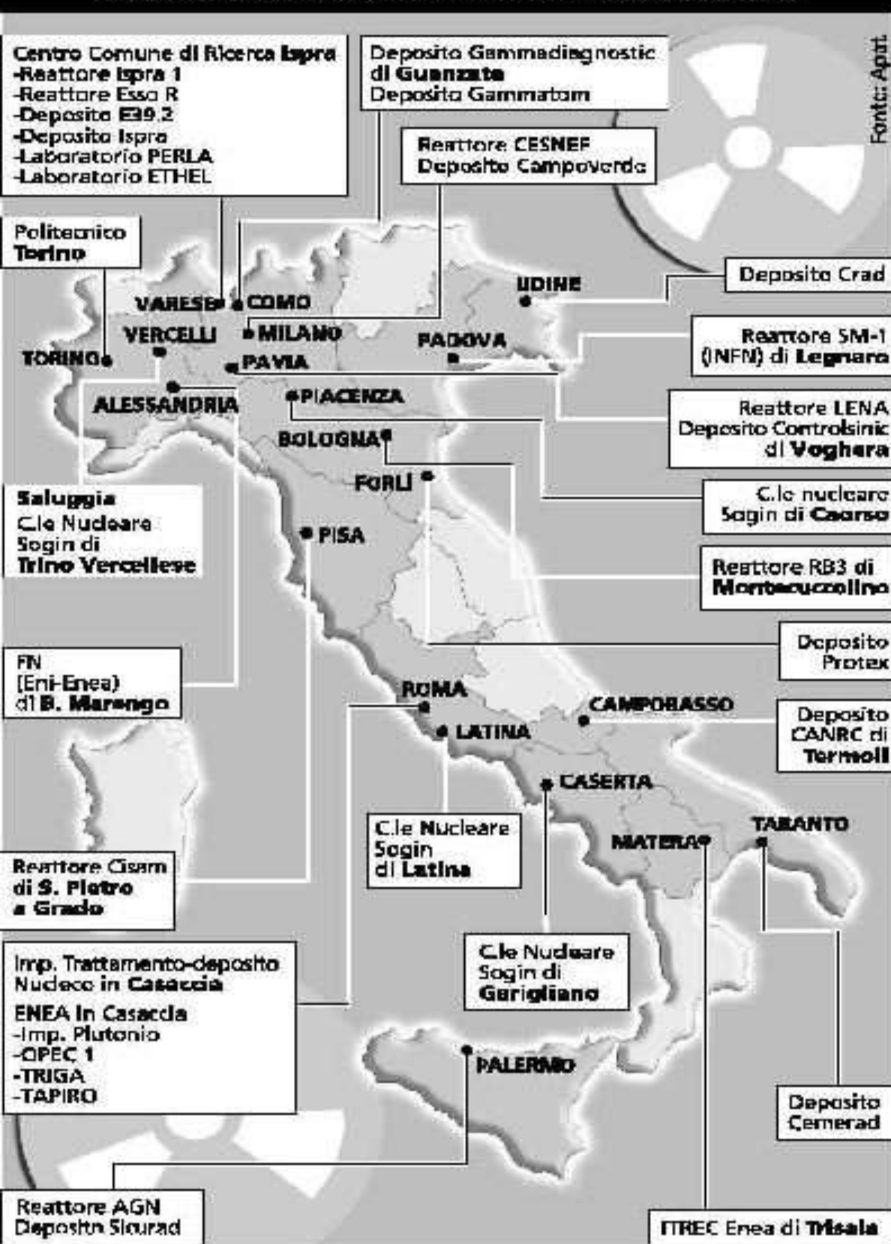 Centro Comune di Ricerca Ispra
-Reattore Ispra 1
-Reattore Esso R
-Deposito E39.2
-Deposito Ispra
-Laboratorio PERLA
-Laboratorio ETHEL
Deposito Gammadiagnostic
di Guanzate
Deposito Gammatom
Reattore CESNEF
Deposito Campoverde
Fonte: Apat
Politecnico
Torino
Deposito Crad
UDINE
VARESE
COMO
VERCELLI
MILANO
PADOVA
TORINO
PAVIA
Reattore SM-1
(INFN) di Legnaro
ALESSANDRIA
PIACENZA
BOLOGNA
FORLÌ
PISA
Reattore LENA
Deposito Controlsinic
di Voghera
Saluggia
C.le Nucleare
Sogin di
Trino Vercellese
C.le nucleare
Sogin di Caorso
Reattore RB3 di
Montecuccolino
FN
(Eni-Enea)
di B. Marengo
Deposito
Protex
ROMA
LATINA
CAMPOBASSO
Deposito
CANRC di
Termoli
CASERTA
MATERA
TARANTO
C.le Nucleare
Sogin
di Latina
Reattore Cisam
di S. Pietro
a Grado
C.le Nucleare
Sogin di
Garigliano
Imp. Trattamento-deposito
Nucleco in Casaccia
ENEA in Casaccia
-Imp. Plutonio
-OPEC 1
-TRIGA
-TAPIRO
PALERMO
Deposito
Cemerad
Reattore AGN
Deposito Sicurad
ITREC Enea di Trisaia